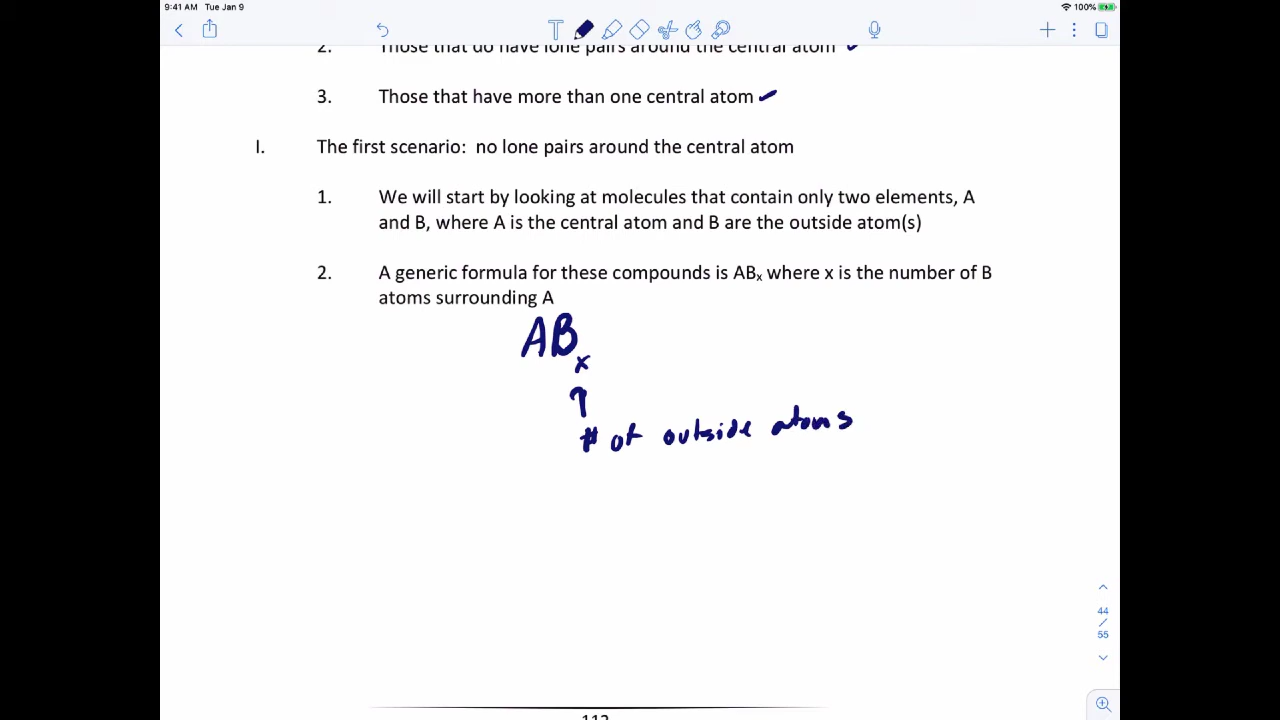 9:41 AM Tue Jan 9
100%
T
2. Those that do have lone pairs around the central atom ✓
3. Those that have more than one central atom ✓
I. The first scenario: no lone pairs around the central atom
1. We will start by looking at molecules that contain only two elements, A
and B, where A is the central atom and B are the outside atom(s)
2. A generic formula for these compounds is ABₓ where x is the number of B
atoms surrounding A
ABₓ
↑
# of outside atoms
44
/
55
112